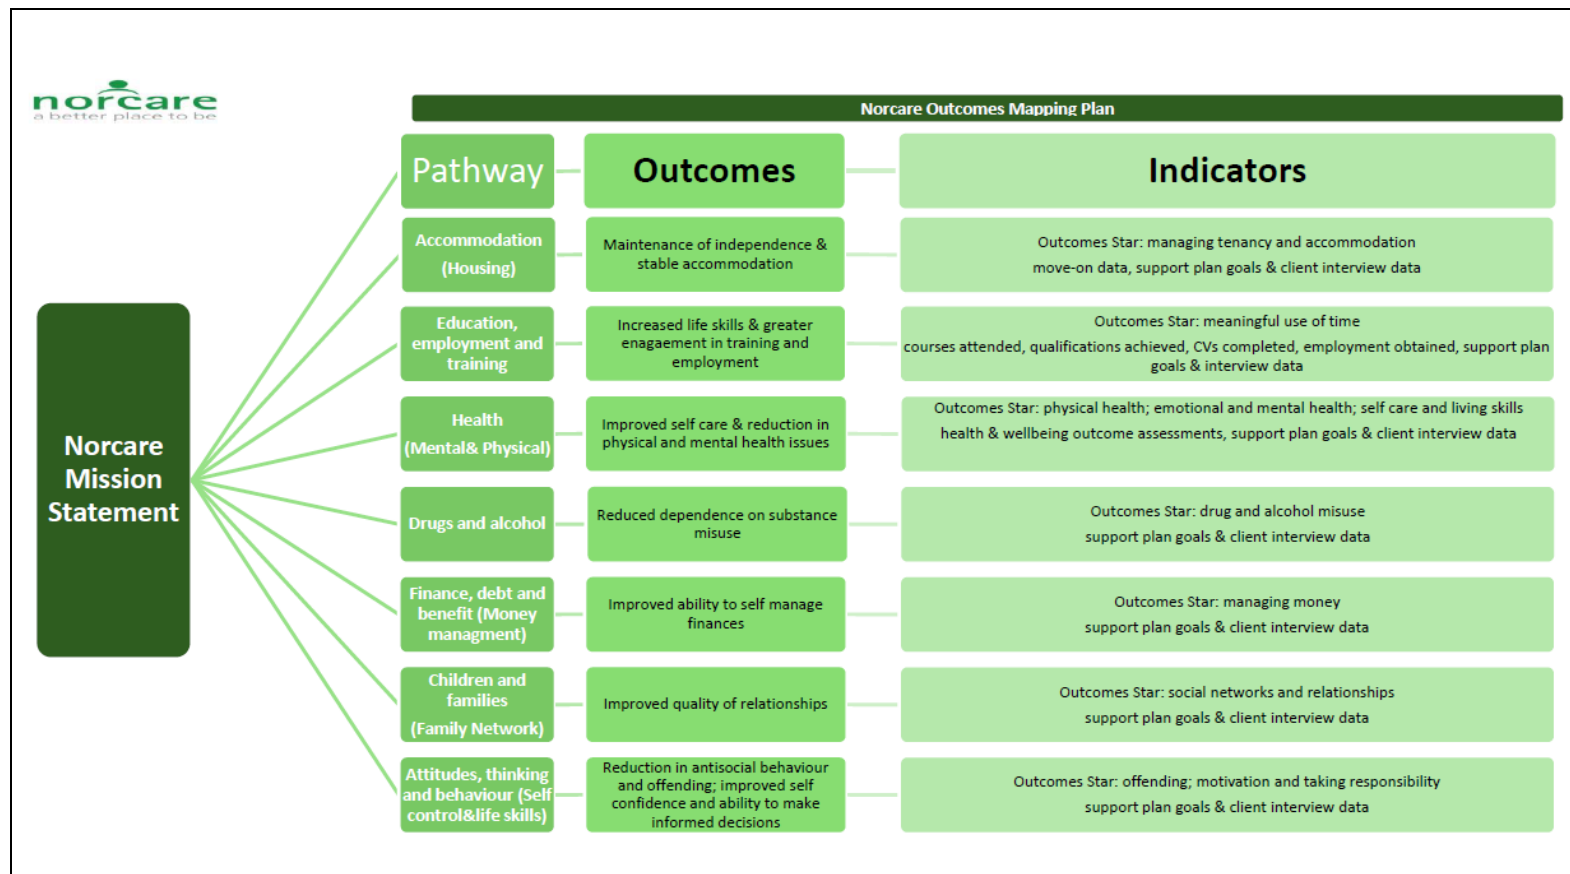 norcare
a better place to be
Norcare Outcomes Mapping Plan
Pathway
Outcomes
Indicators
Norcare
Mission
Statement
Accommodation
(Housing)
Maintenance of independence &
stable accommodation
Outcomes Star: managing tenancy and accommodation
move-on data, support plan goals & client interview data
Education,
employment and
training
Increased life skills & greater
enagaement in training and
employment
Outcomes Star: meaningful use of time
courses attended, qualifications achieved, CVs completed, employment obtained, support plan
goals & interview data
Health
(Mental& Physical)
Improved self care & reduction in
physical and mental health issues
Outcomes Star: physical health; emotional and mental health; self care and living skills
health & wellbeing outcome assessments, support plan goals & client interview data
Drugs and alcohol
Reduced dependence on substance
misuse
Outcomes Star: drug and alcohol misuse
support plan goals & client interview data
Finance, debt and
benefit (Money
managment)
Improved ability to self manage
finances
Outcomes Star: managing money
support plan goals & client interview data
Children and
families
(Family Network)
Improved quality of relationships
Outcomes Star: social networks and relationships
support plan goals & client interview data
Attitudes, thinking
and behaviour (Self
control&life skills)
Reduction in antisocial behaviour
and offending; improved self
confidence and ability to make
informed decisions
Outcomes Star: offending; motivation and taking responsibility
support plan goals & client interview data